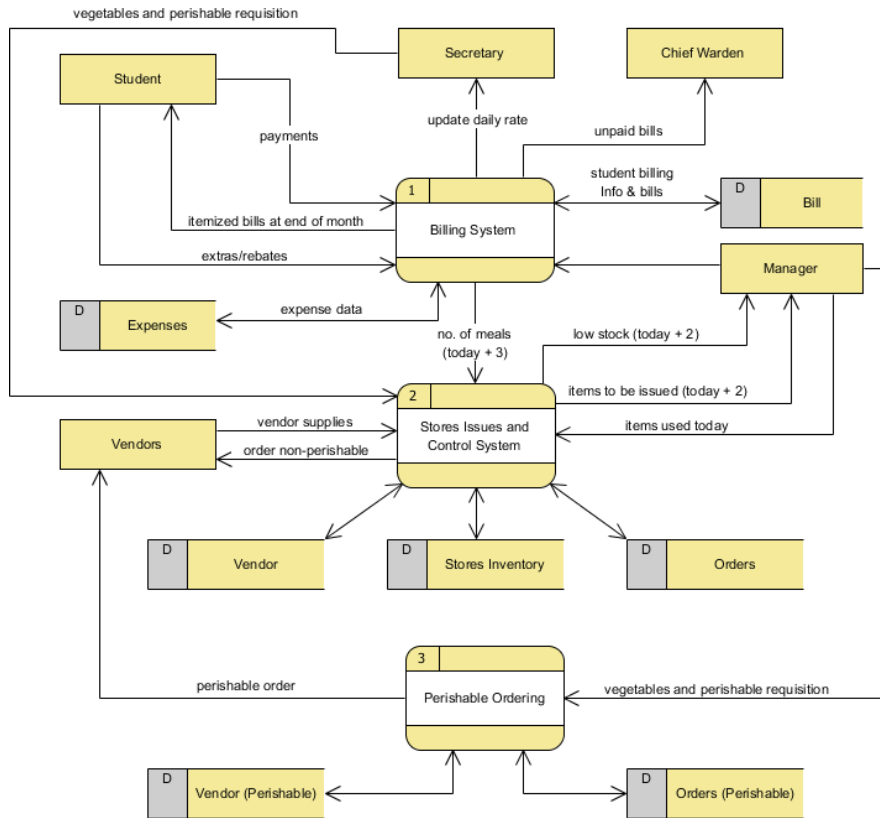 vegetables and perishable requisition
Student
Secretary
Chief Warden
payments
update daily rate
unpaid bills
1
Billing System
student billing
Info & bills
D
Bill
itemized bills at end of month
extras/rebates
Manager
D
Expenses
expense data
no. of meals
(today + 3)
low stock (today + 2)
2
Stores Issues and
Control System
items to be issued (today + 2)
items used today
Vendors
vendor supplies
order non-perishable
D
Vendor
D
Stores Inventory
D
Orders
3
Perishable Ordering
perishable order
vegetables and perishable requisition
D
Vendor (Perishable)
D
Orders (Perishable)